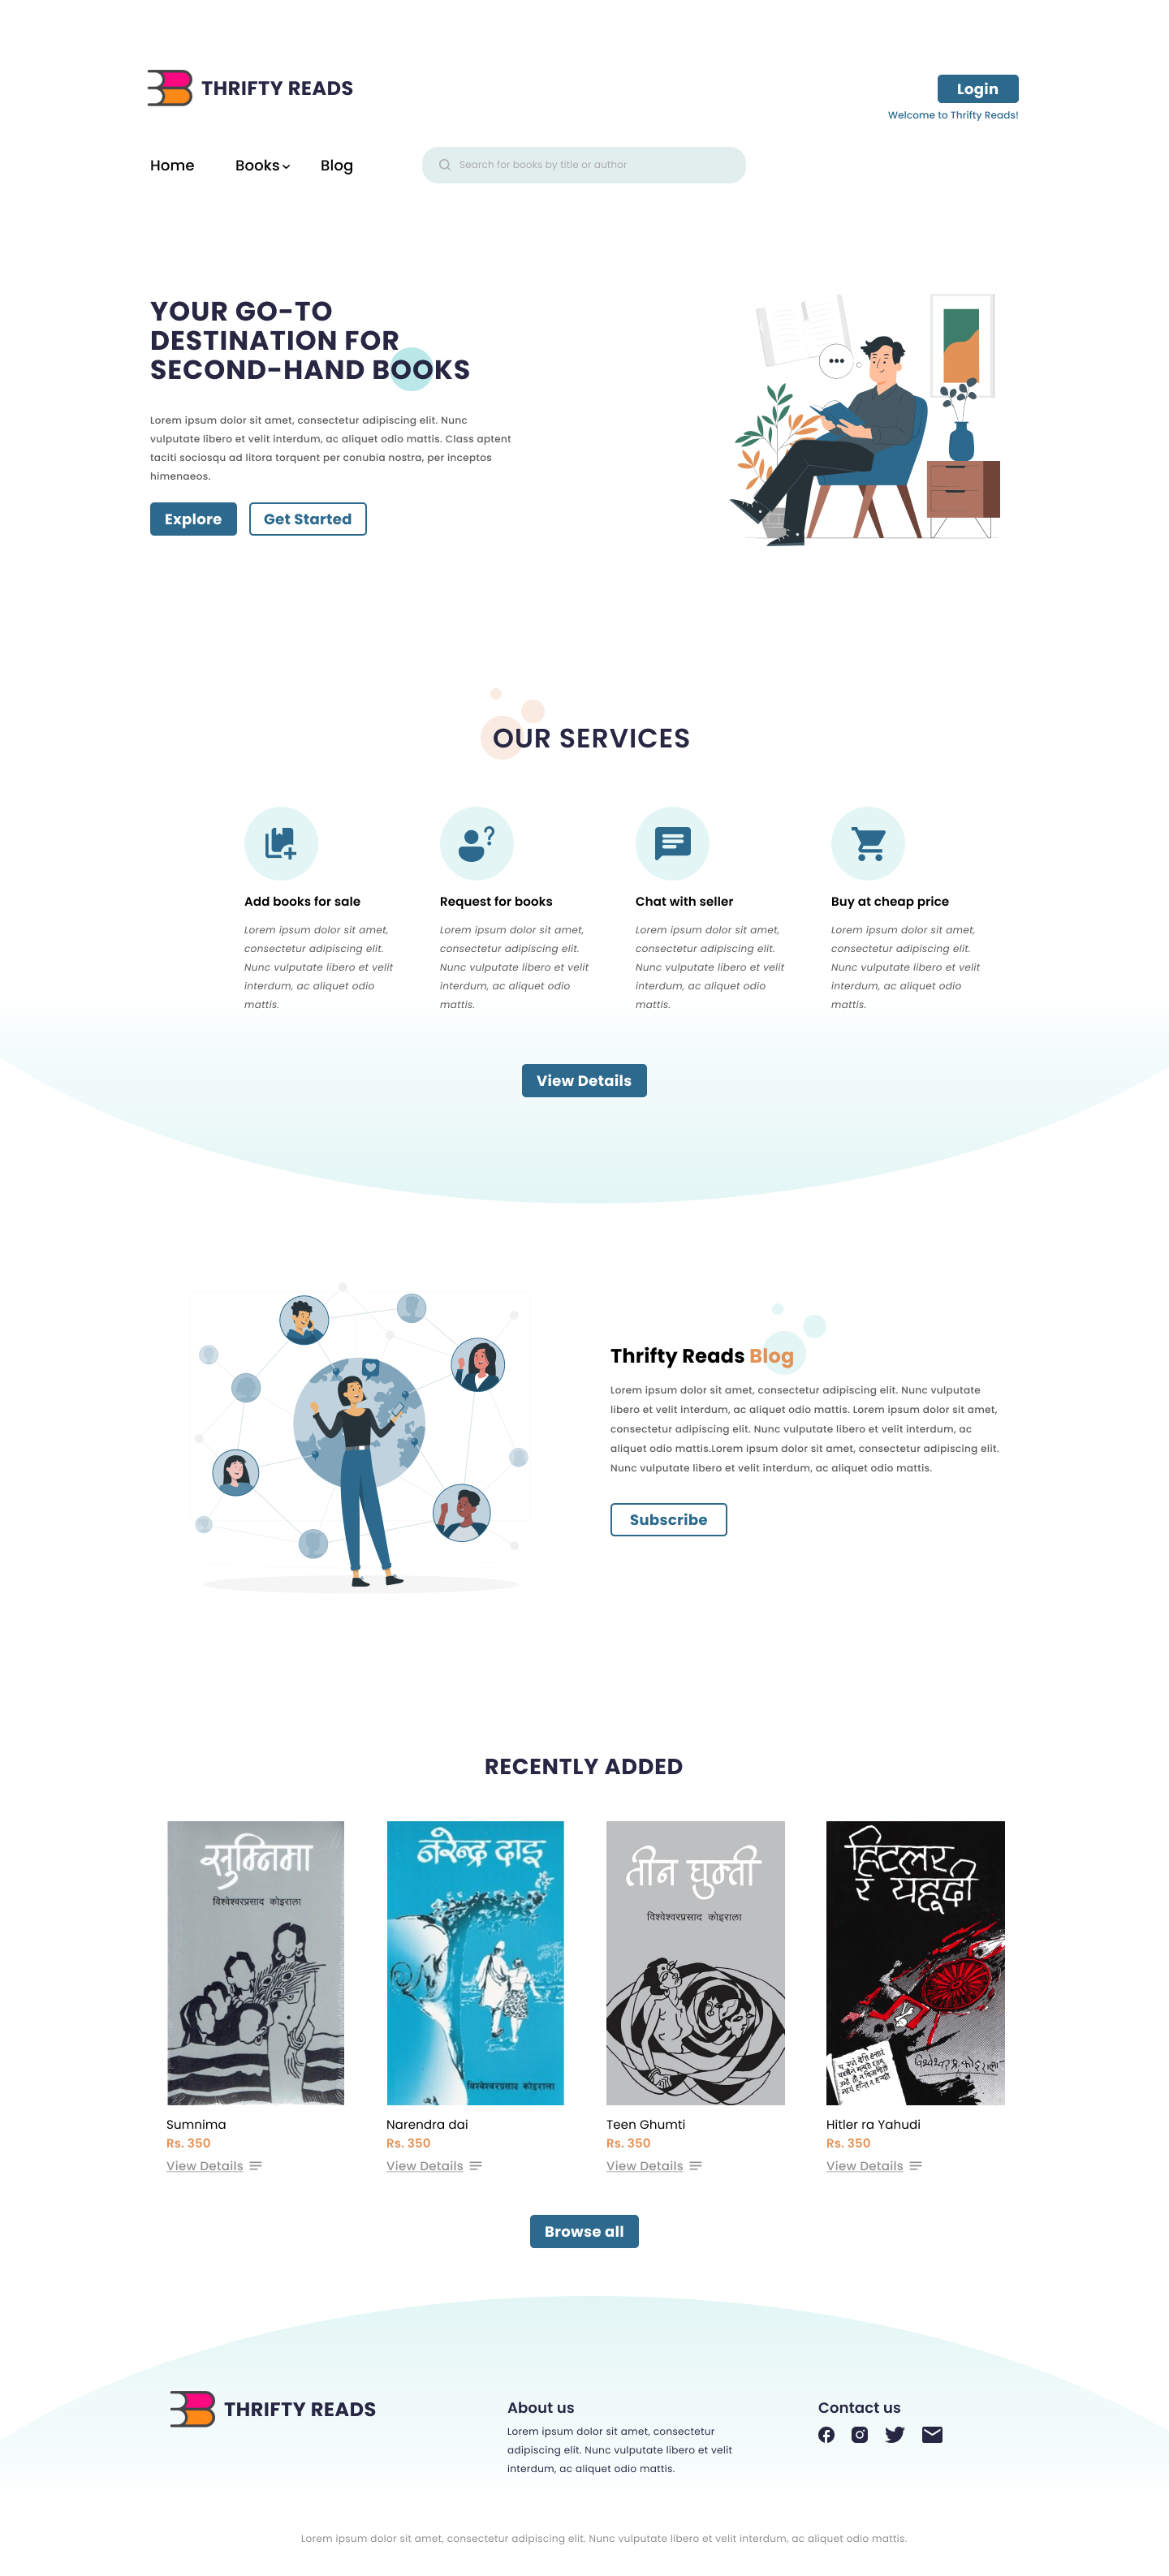 THRIFTY READS
Login
Welcome to Thrifty Reads!
Home
Books
Blog
Search for books by title or author
YOUR GO-TO
DESTINATION FOR
SECOND-HAND BOOKS
Lorem ipsum dolor sit amet, consectetur adipiscing elit. Nunc
vulputate libero et velit interdum, ac aliquet odio mattis. Class aptent
taciti sociosqu ad litora torquent per conubia nostra, per inceptos
himenaeos.
Explore
Get Started
OUR SERVICES
Add books for sale
Lorem ipsum dolor sit amet,
consectetur adipiscing elit.
Nunc vulputate libero et velit
interdum, ac aliquet odio
mattis.
Request for books
Lorem ipsum dolor sit amet,
consectetur adipiscing elit.
Nunc vulputate libero et velit
interdum, ac aliquet odio
mattis.
Chat with seller
Lorem ipsum dolor sit amet,
consectetur adipiscing elit.
Nunc vulputate libero et velit
interdum, ac aliquet odio
mattis.
Buy at cheap price
Lorem ipsum dolor sit amet,
consectetur adipiscing elit.
Nunc vulputate libero et velit
interdum, ac aliquet odio
mattis.
View Details
Thrifty Reads Blog
Lorem ipsum dolor sit amet, consectetur adipiscing elit. Nunc vulputate
libero et velit interdum, ac aliquet odio mattis. Lorem ipsum dolor sit amet,
consectetur adipiscing elit. Nunc vulputate libero et velit interdum, ac
aliquet odio mattis.Lorem ipsum dolor sit amet, consectetur adipiscing elit.
Nunc vulputate libero et velit interdum, ac aliquet odio mattis.
Subscribe
RECENTLY ADDED
सुम्निमा
विश्वेश्वरप्रसाद कोइराला
Sumnima
Rs. 350
View Details
नरेन्द्र दाइ
विश्वेश्वरप्रसाद कोइराला
Narendra dai
Rs. 350
View Details
तीन घुम्ती
विश्वेश्वरप्रसाद कोइराला
Teen Ghumti
Rs. 350
View Details
हिटलर
र यहूदी
विश्वेश्वर प्र. कोइराला
Hitler ra Yahudi
Rs. 350
View Details
Browse all
THRIFTY READS
About us
Lorem ipsum dolor sit amet, consectetur
adipiscing elit. Nunc vulputate libero et velit
interdum, ac aliquet odio mattis.
Contact us
Lorem ipsum dolor sit amet, consectetur adipiscing elit. Nunc vulputate libero et velit interdum, ac aliquet odio mattis.